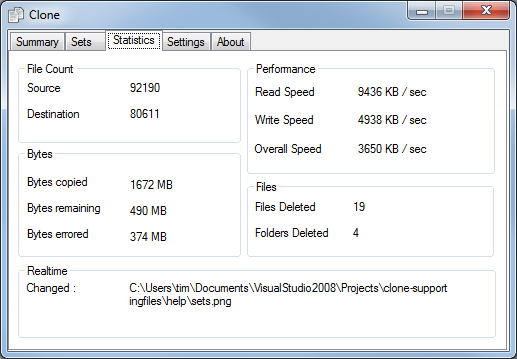 Clone
Summary Sets Statistics Settings About
File Count
Source 92190
Destination 80611
Bytes
Bytes copied 1672 MB
Bytes remaining 490 MB
Bytes errored 374 MB
Performance
Read Speed 9436 KB / sec
Write Speed 4938 KB / sec
Overall Speed 3650 KB / sec
Files
Files Deleted 19
Folders Deleted 4
Realtime
Changed : C:\Users\tim\Documents\VisualStudio2008\Projects\clone-support
ingfiles\help\sets.png